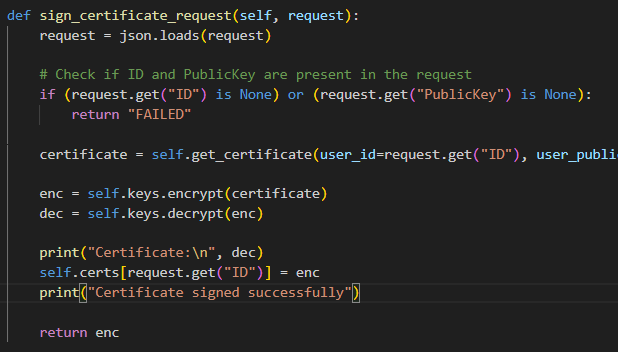 def sign_certificate_request(self, request):
    request = json.loads(request)
    # Check if ID and PublicKey are present in the request
    if (request.get("ID") is None) or (request.get("PublicKey") is None):
        return "FAILED"
    certificate = self.get_certificate(user_id=request.get("ID"), user_publi
    enc = self.keys.encrypt(certificate)
    dec = self.keys.decrypt(enc)
    print("Certificate:\n", dec)
    self.certs[request.get("ID")] = enc
    print("Certificate signed successfully")
    return enc